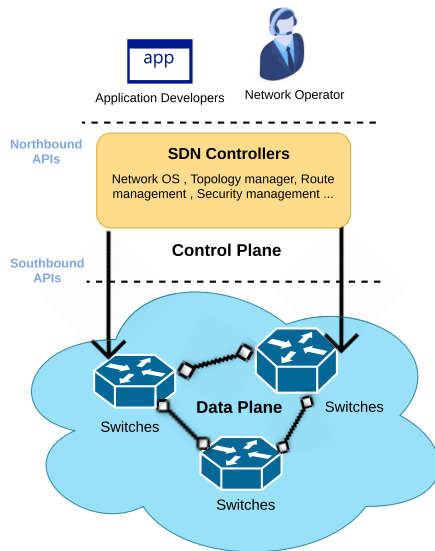 app
Application Developers
Network Operator
Northbound
APIs
SDN Controllers
Network OS , Topology manager, Route
management , Security management ...
Control Plane
Southbound
APIs
Data Plane
Switches
Switches
Switches